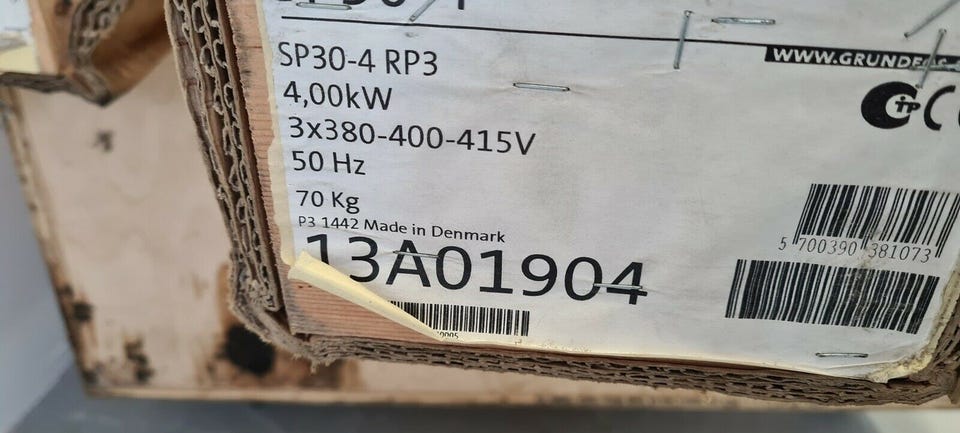 SP30-4 RP3
WWW.GRUNDFOS
4,00kW
3x380-400-415V
50 Hz
70 Kg
P3 1442 Made in Denmark
13A01904
5 700390 381073